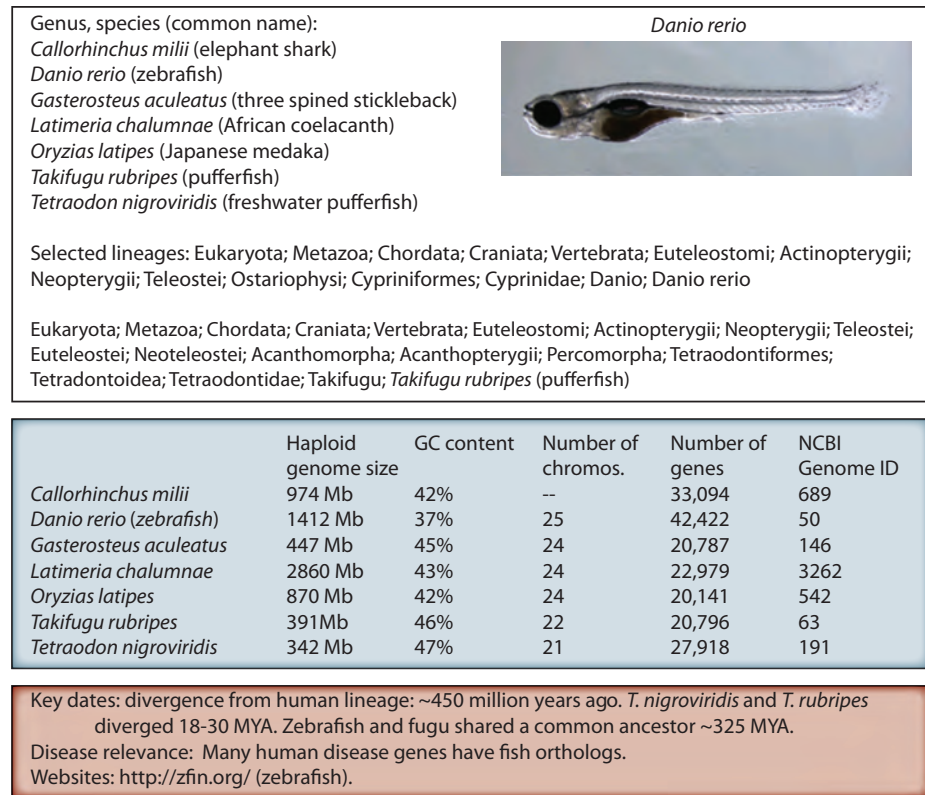 Genus, species (common name):
Danio rerio
Callorhinchus milii (elephant shark)
Danio rerio (zebrafish)
Gasterosteus aculeatus (three spined stickleback)
Latimeria chalumnae (African coelacanth)
Oryzias latipes (Japanese medaka)
Takifugu rubripes (pufferfish)
Tetraodon nigroviridis (freshwater pufferfish)
Selected lineages: Eukaryota; Metazoa; Chordata; Craniata; Vertebrata; Euteleostomi; Actinopterygii;
Neopterygii; Teleostei; Ostariophysi; Cypriniformes; Cyprinidae; Danio; Danio rerio
Eukaryota; Metazoa; Chordata; Craniata; Vertebrata; Euteleostomi; Actinopterygii; Neopterygii; Teleostei;
Euteleostei; Neoteleostei; Acanthomorpha; Acanthopterygii; Percomorpha; Tetraodontiformes;
Tetradontoidea; Tetraodontidae; Takifugu; Takifugu rubripes (pufferfish)
Haploid GC content Number of Number of NCBI
genome size chromos. genes Genome ID
Callorhinchus milii 974 Mb 42% -- 33,094 689
Danio rerio (zebrafish) 1412 Mb 37% 25 42,422 50
Gasterosteus aculeatus 447 Mb 45% 24 20,787 146
Latimeria chalumnae 2860 Mb 43% 24 22,979 3262
Oryzias latipes 870 Mb 42% 24 20,141 542
Takifugu rubripes 391Mb 46% 22 20,796 63
Tetraodon nigroviridis 342 Mb 47% 21 27,918 191
Key dates: divergence from human lineage: ~450 million years ago. T. nigroviridis and T. rubripes
diverged 18-30 MYA. Zebrafish and fugu shared a common ancestor ~325 MYA.
Disease relevance: Many human disease genes have fish orthologs.
Websites: http://zfin.org/ (zebrafish).